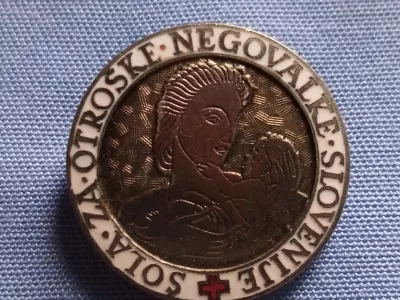 ŠOLA · ZA · OTROŠKE · NEGOVALKE · SLOVENIJE